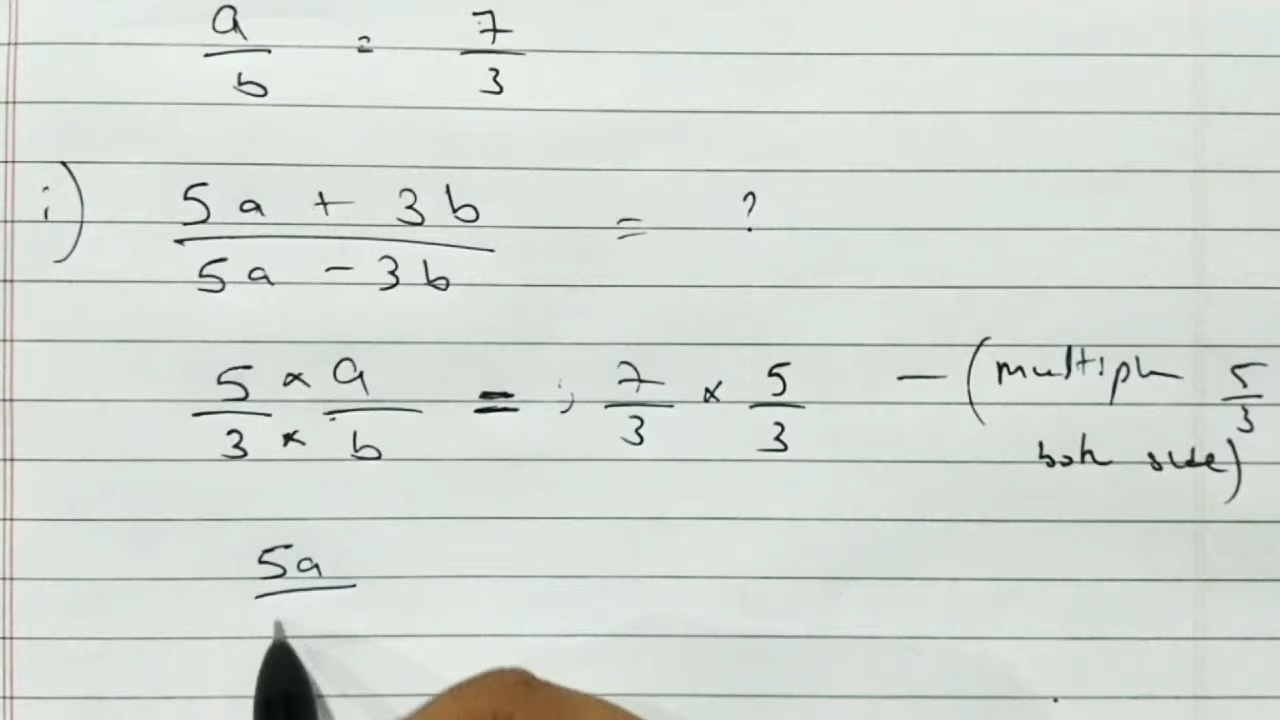 a/b = 7/3
i) (5a + 3b)/(5a - 3b) = ?
5/3 × a/b = 7/3 × 5/3 — (multiply 5/3
both side)
5a